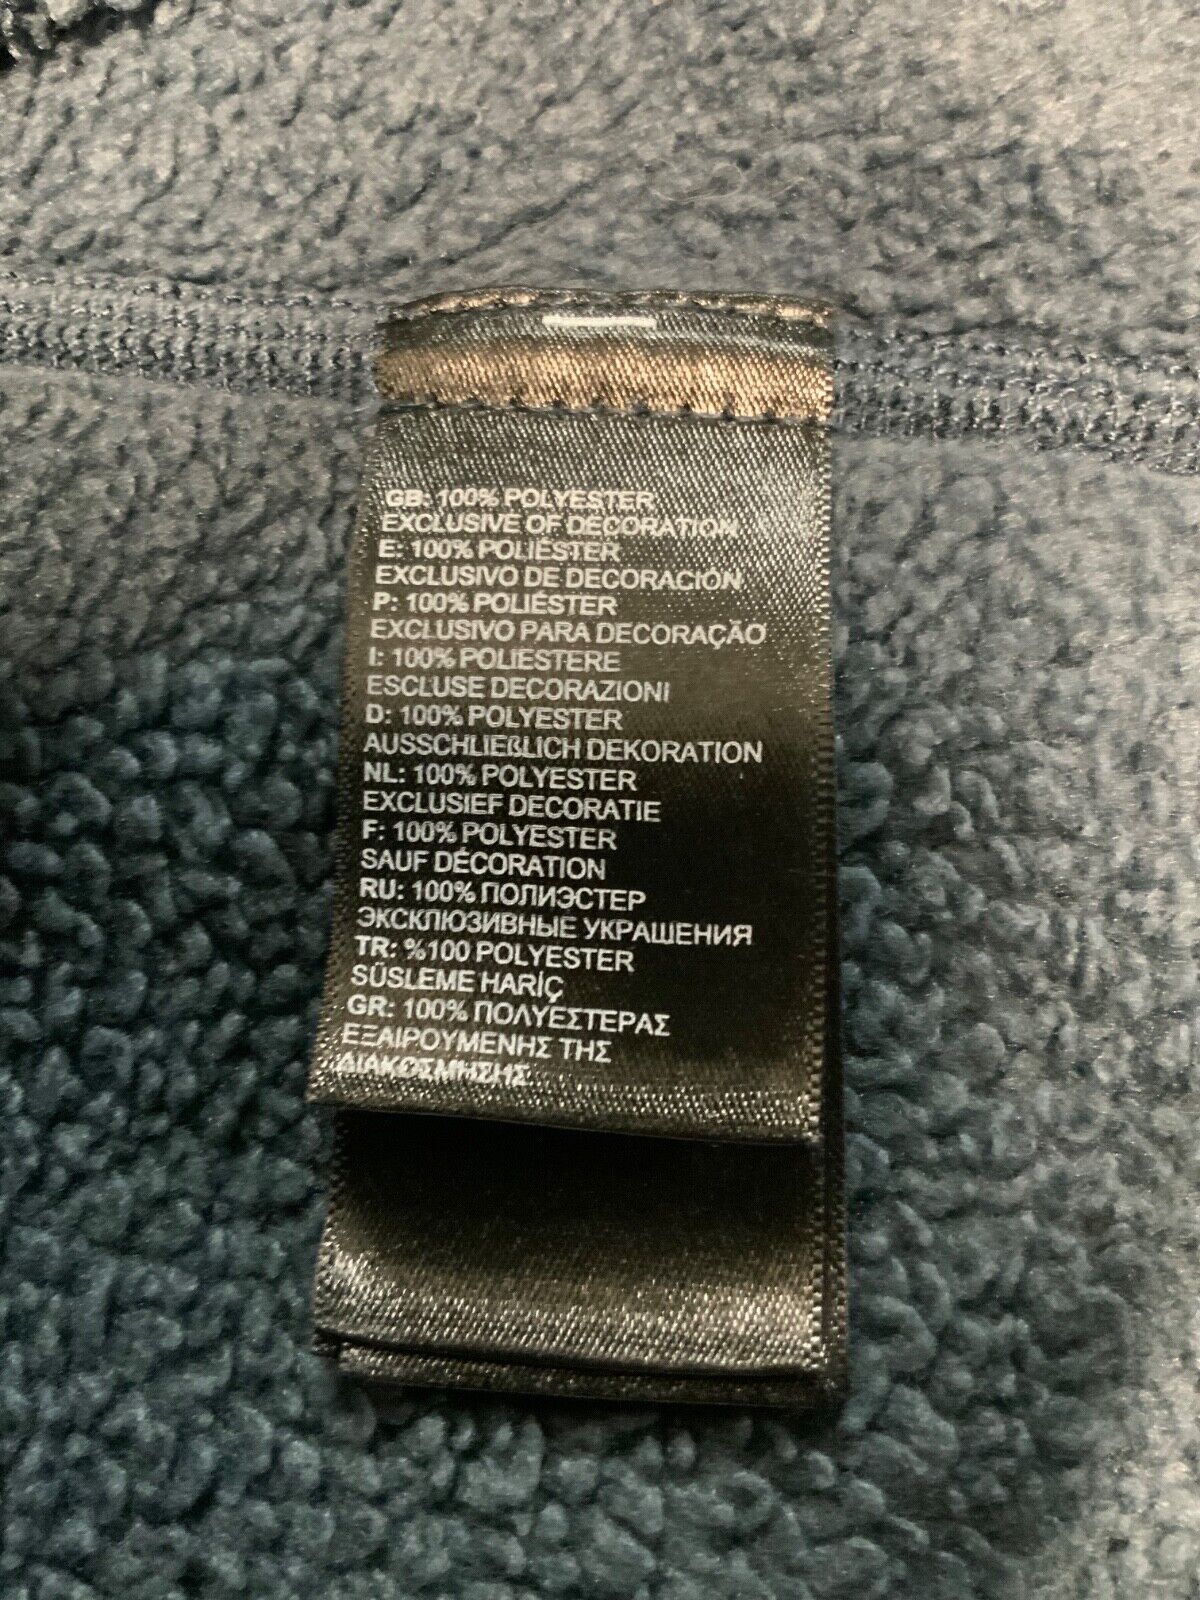 GB: 100% POLYESTER
EXCLUSIVE OF DECORATION
E: 100% POLIÉSTER
EXCLUSIVO DE DECORACIÓN
P: 100% POLIÉSTER
EXCLUSIVO PARA DECORAÇÃO
I: 100% POLIESTERE
ESCLUSE DECORAZIONI
D: 100% POLYESTER
AUSSCHLIEßLICH DEKORATION
NL: 100% POLYESTER
EXCLUSIEF DECORATIE
F: 100% POLYESTER
SAUF DÉCORATION
RU: 100% ПОЛИЭСТЕР
ЭКСКЛЮЗИВНЫЕ УКРАШЕНИЯ
TR: %100 POLYESTER
SÜSLEME HARİÇ
GR: 100% ΠΟΛΥΕΣΤΕΡΑΣ
ΕΞΑΙΡΟΥΜΕΝΗΣ ΤΗΣ
ΔΙΑΚΟΣΜΗΣΗΣ